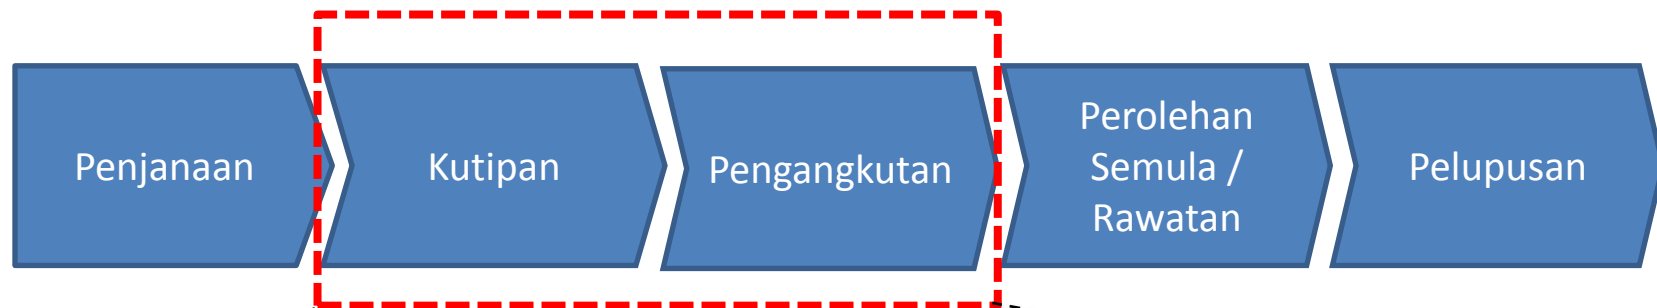 Penjanaan
Kutipan
Pengangkutan
Perolehan
Semula /
Rawatan
Pelupusan